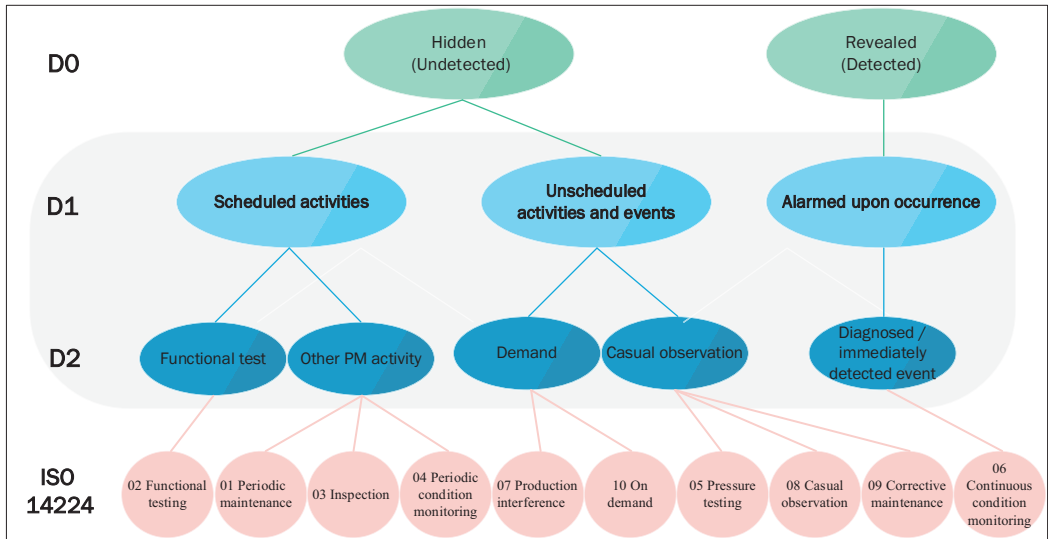 D0
Hidden
(Undetected)
Revealed
(Detected)
D1
Scheduled activities
Unscheduled
activities and events
Alarmed upon occurrence
D2
Functional test
Other PM activity
Demand
Casual observation
Diagnosed /
immediately
detected event
ISO
14224
02 Functional
testing
01 Periodic
maintenance
03 Inspection
04 Periodic
condition
monitoring
07 Production
interference
10 On
demand
05 Pressure
testing
08 Casual
observation
09 Corrective
maintenance
06
Continuous
condition
monitoring